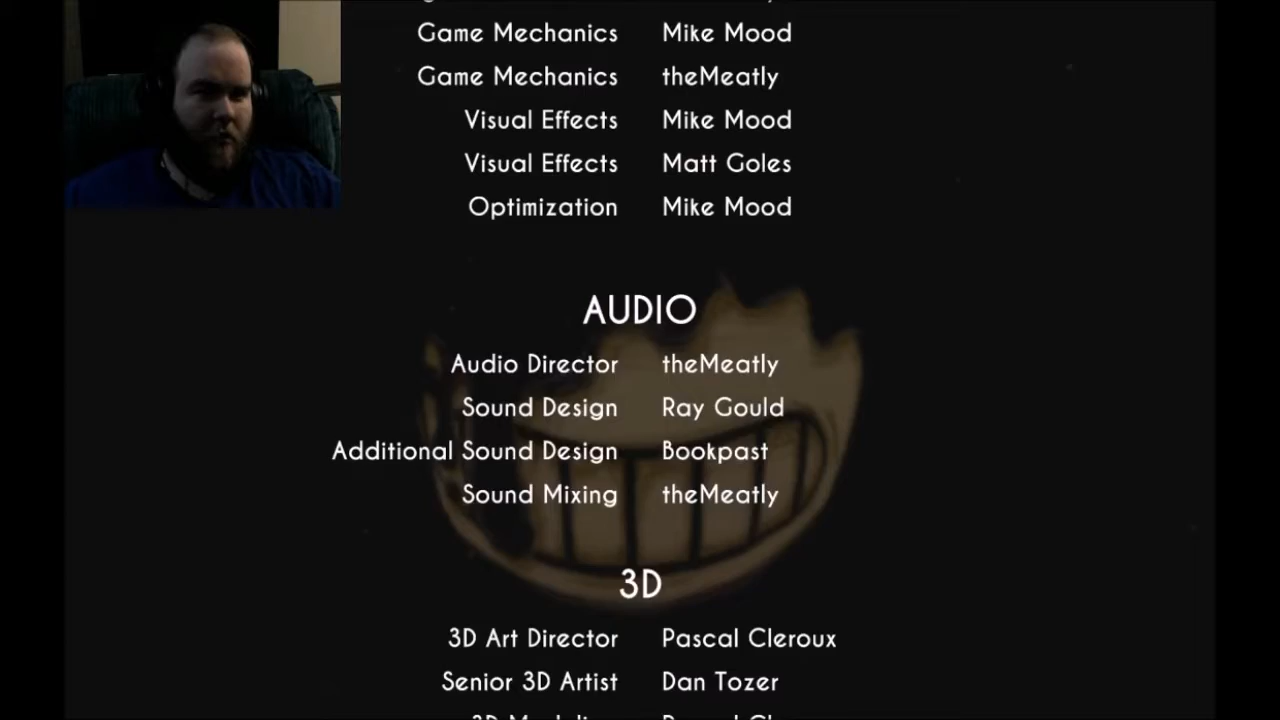 Game Mechanics Mike Mood
Game Mechanics theMeatly
Visual Effects Mike Mood
Visual Effects Matt Goles
Optimization Mike Mood
AUDIO
Audio Director theMeatly
Sound Design Ray Gould
Additional Sound Design Bookpast
Sound Mixing theMeatly
3D
3D Art Director Pascal Cleroux
Senior 3D Artist Dan Tozer